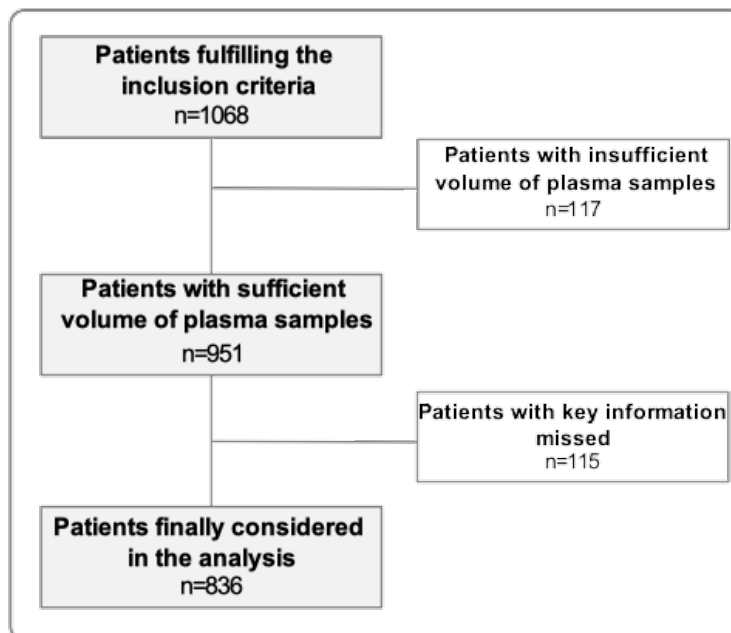 Patients fulfilling the
inclusion criteria
n=1068
Patients with insufficient
volume of plasma samples
n=117
Patients with sufficient
volume of plasma samples
n=951
Patients with key information
missed
n=115
Patients finally considered
in the analysis
n=836